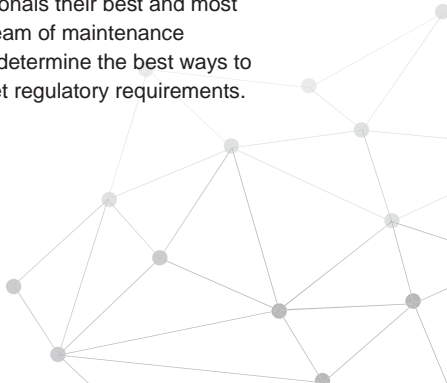 onals their best and most
eam of maintenance
determine the best ways to
et regulatory requirements.